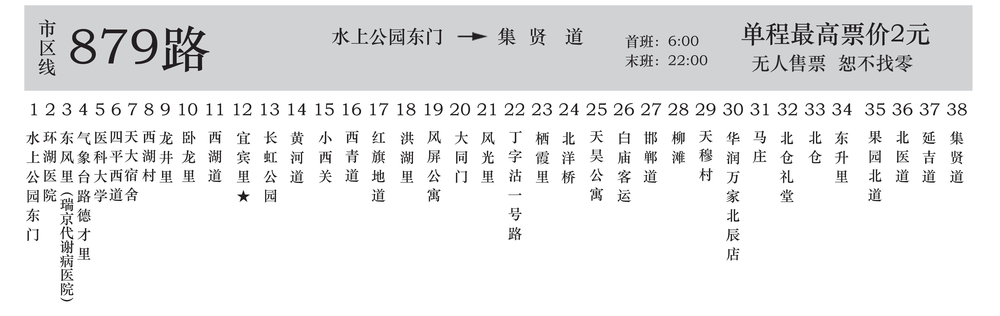 市区线
879路
水上公园东门 → 集贤道
首班：6:00
末班：22:00
单程最高票价2元
无人售票 恕不找零
1 水上公园东门
2 环湖医院
3 东风里（瑞京代谢病医院）
4 气象台路德才里
5 医科大学
6 四平西道
7 天大宿舍
8 西湖村
9 龙井里
10 卧龙里
11 西湖道
12 宜宾里★
13 长虹公园
14 黄河道
15 小西关
16 西青道
17 红旗地道
18 洪湖里
19 风屏公寓
20 大同门
21 风光里
22 丁字沽一号路
23 栖霞里
24 北洋桥
25 天昊公寓
26 白庙客运
27 邯郸道
28 柳滩
29 天穆村
30 华润万家北辰店
31 马庄
32 北仓礼堂
33 北仓
34 东升里
35 果园北道
36 北医道
37 延吉道
38 集贤道